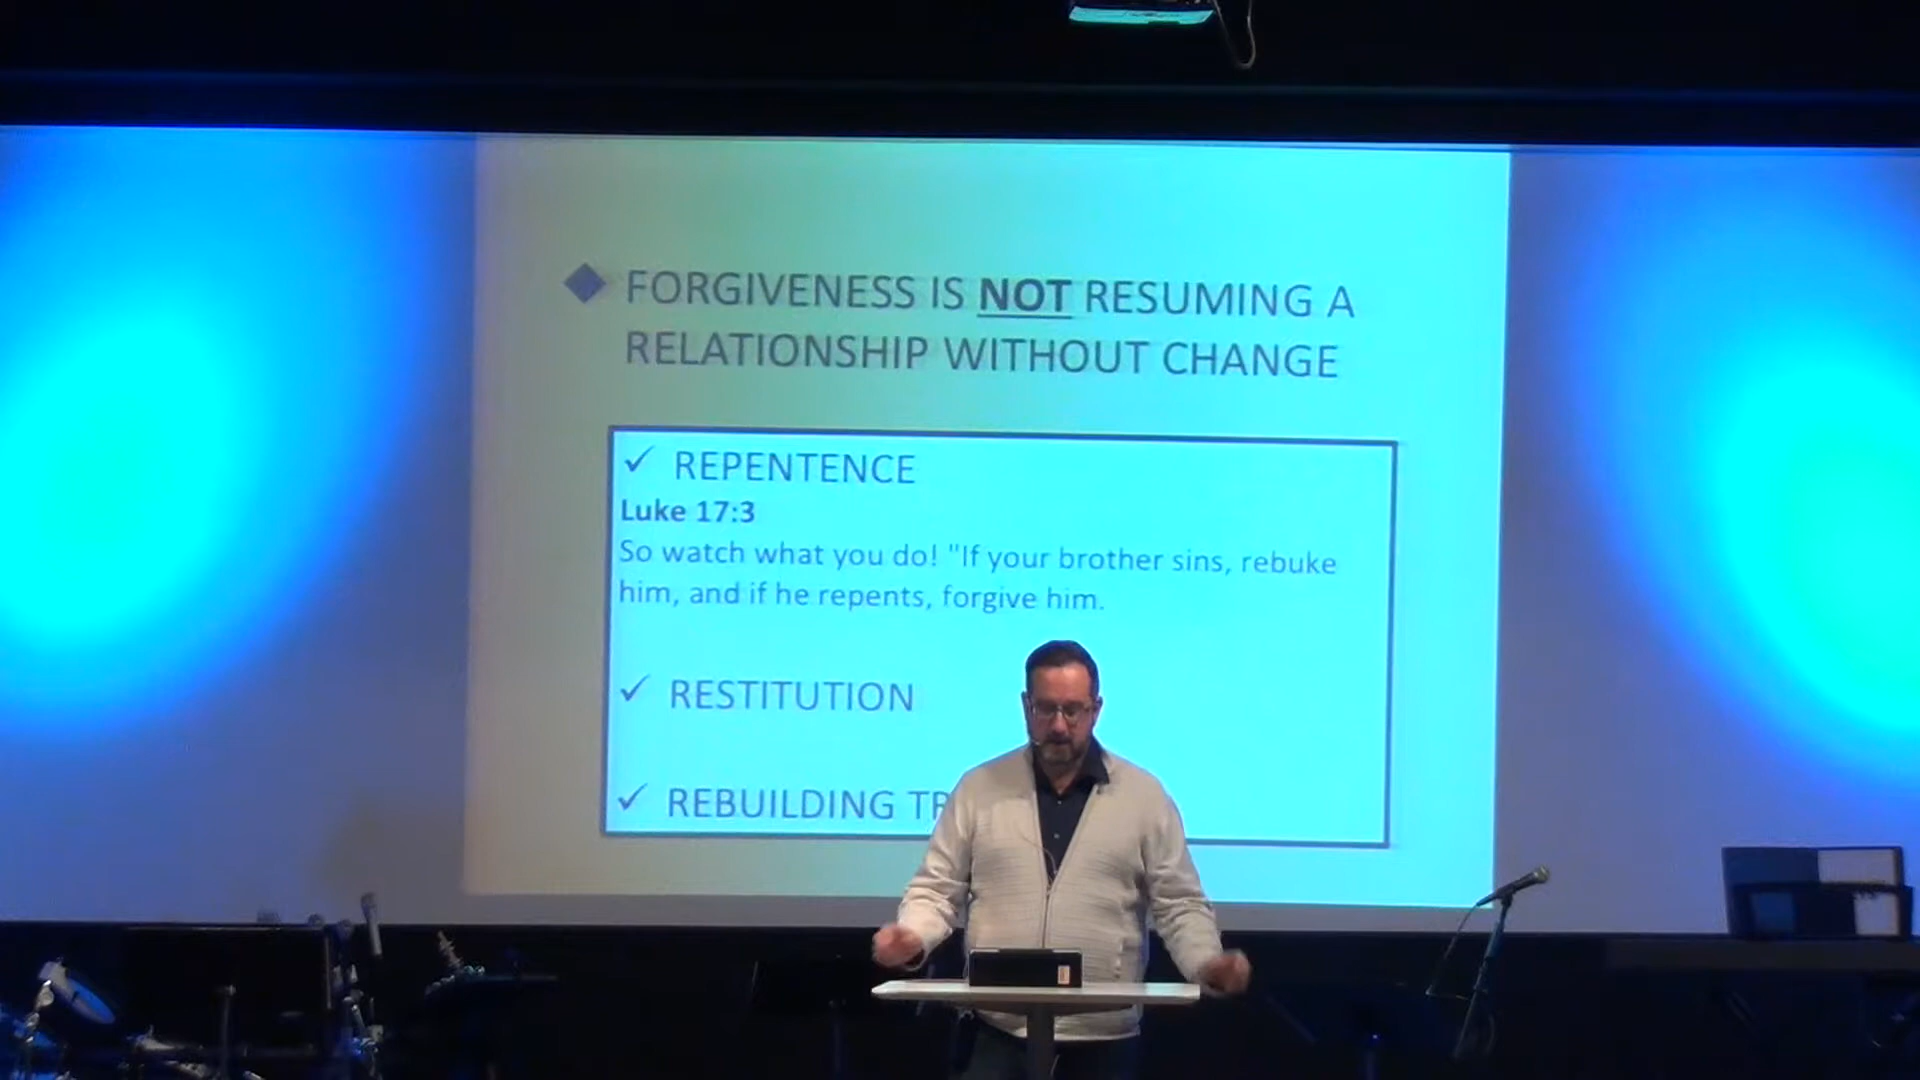 FORGIVENESS IS NOT RESUMING A
RELATIONSHIP WITHOUT CHANGE
REPENTENCE
Luke 17:3
So watch what you do! "If your brother sins, rebuke
him, and if he repents, forgive him.
RESTITUTION
REBUILDING